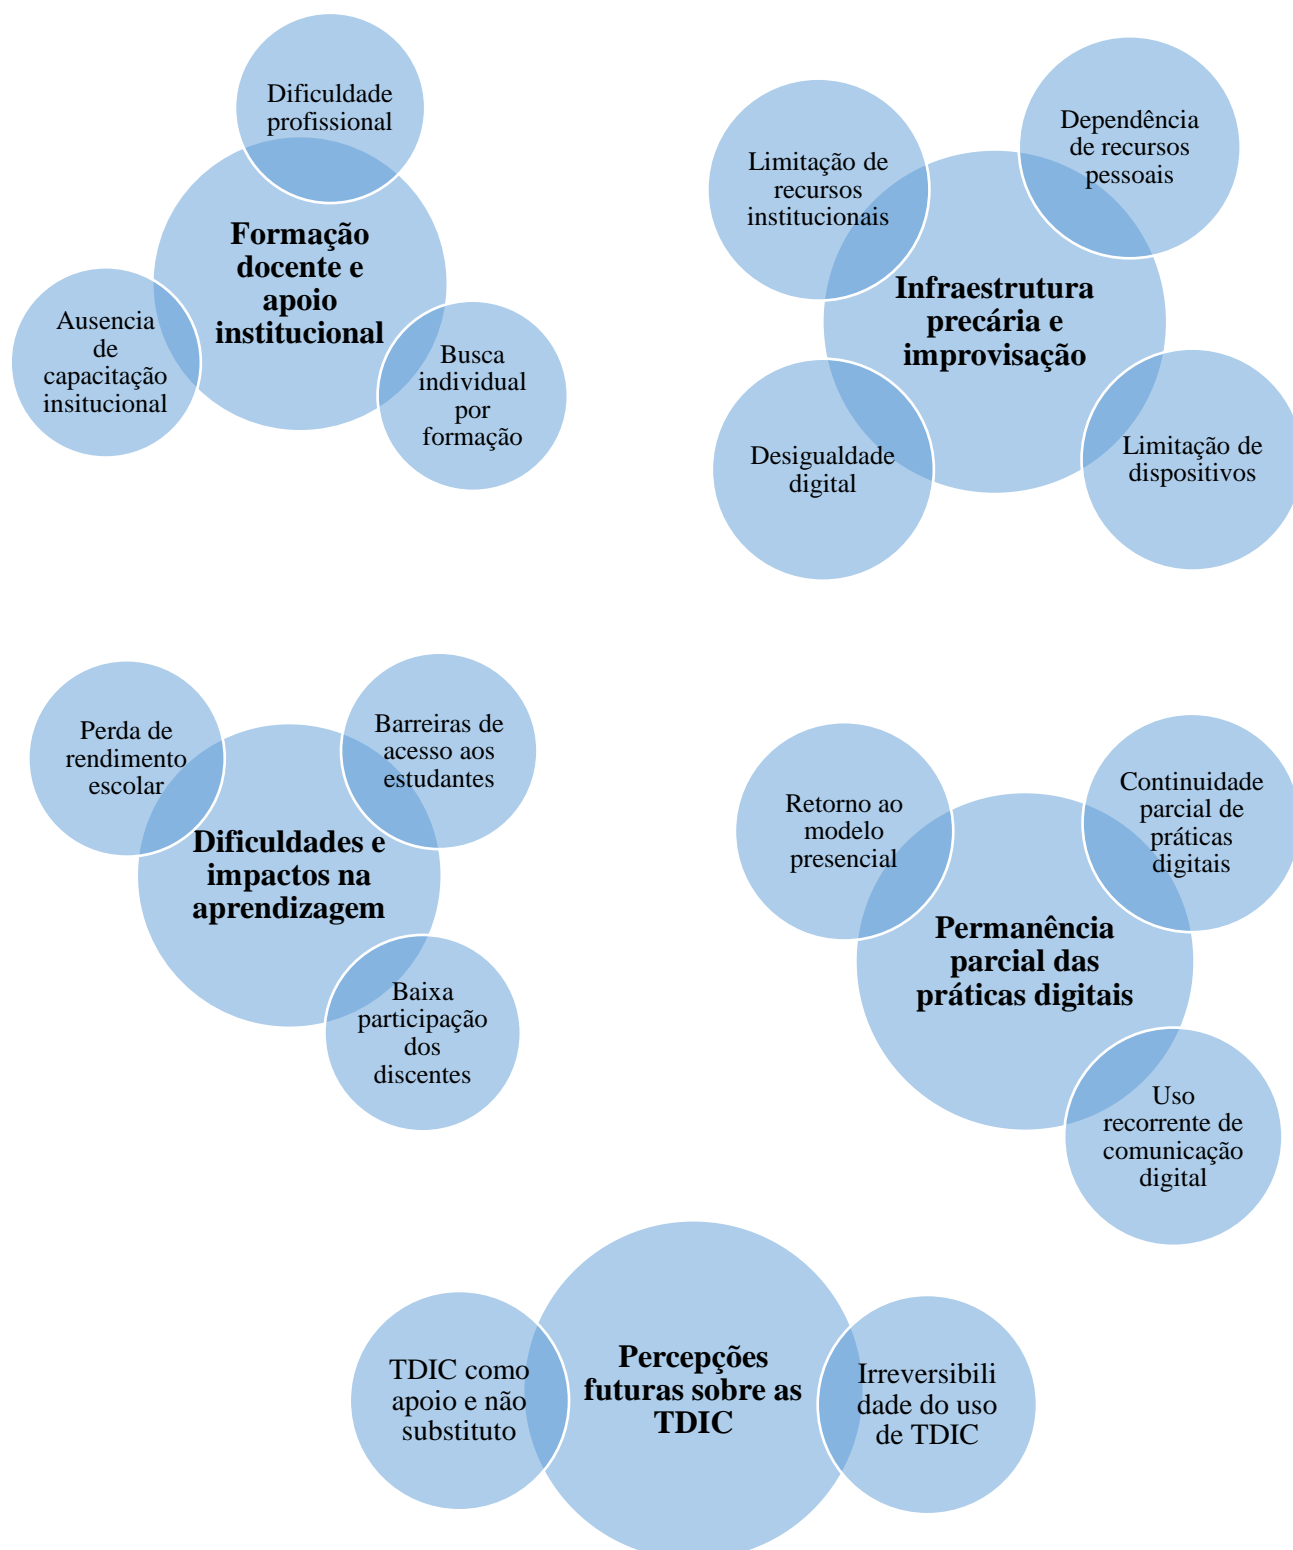 Dificuldade
profissional
Formação
docente e
apoio
institucional
Ausencia
de
capacitação
insitucional
Busca
individual
por
formação
Limitação de
recursos
institucionais
Dependência
de recursos
pessoais
Infraestrutura
precária e
improvisação
Desigualdade
digital
Limitação de
dispositivos
Perda de
rendimento
escolar
Barreiras de
acesso aos
estudantes
Dificuldades e
impactos na
aprendizagem
Baixa
participação
dos
discentes
Retorno ao
modelo
presencial
Continuidade
parcial de
práticas
digitais
Permanência
parcial das
práticas digitais
Uso
recorrente de
comunicação
digital
TDIC como
apoio e não
substituto
Percepções
futuras sobre as
TDIC
Irreversibili
dade do uso
de TDIC